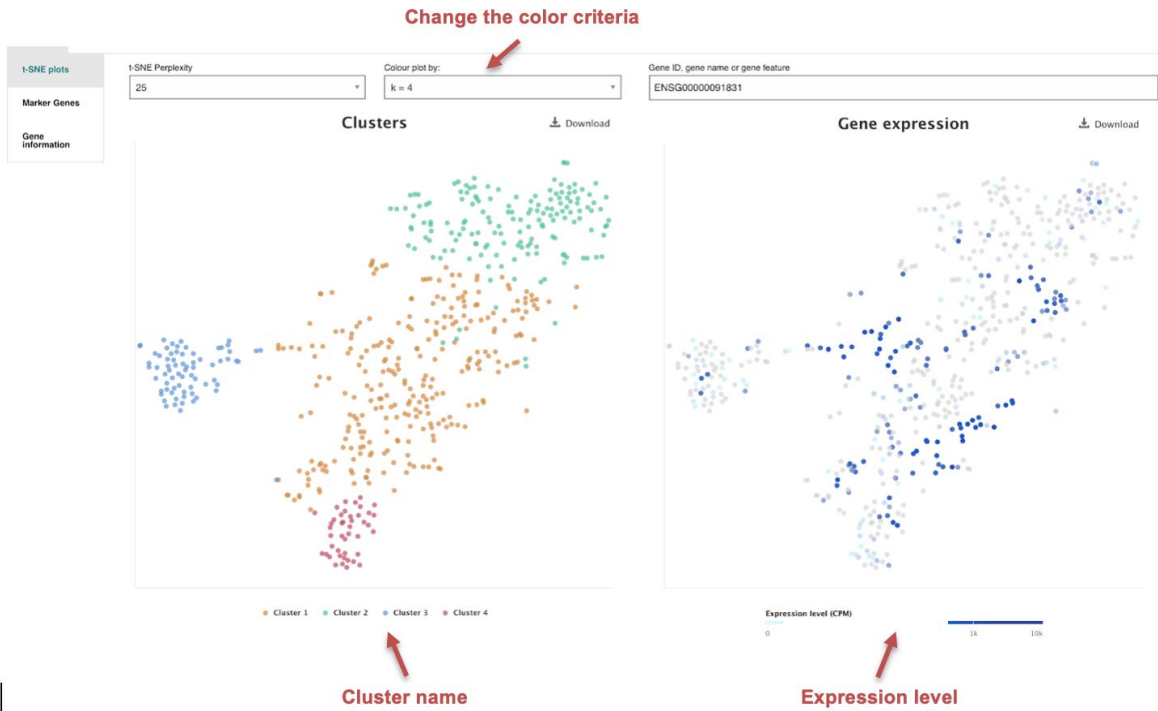 Change the color criteria
t-SNE plots
Marker Genes
Gene
information
t-SNE Perplexity
25
Colour plot by:
k = 4
Gene ID, gene name or gene feature
ENSG00000091831
Clusters
Download
Gene expression
Download
Cluster 1
Cluster 2
Cluster 3
Cluster 4
Expression level (CPM)
0
1k
10k
Cluster name
Expression level